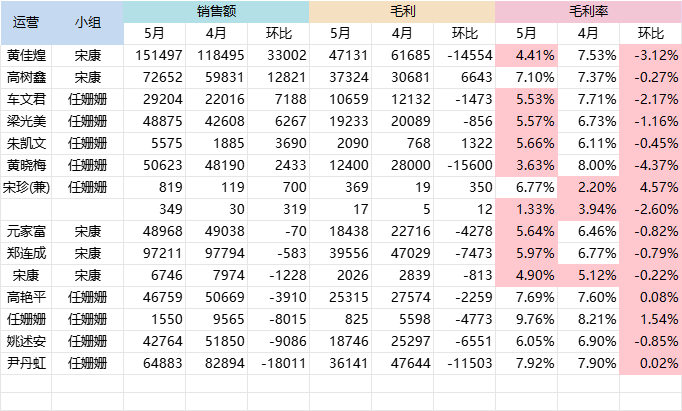 运营 小组 销售额 毛利 毛利率
5月 4月 环比 5月 4月 环比 5月 4月 环比
黄佳煌 宋康 151497 118495 33002 47131 61685 -14554 4.41% 7.53% -3.12%
高树鑫 宋康 72652 59831 12821 37324 30681 6643 7.10% 7.37% -0.27%
车文君 任姗姗 29204 22016 7188 10659 12132 -1473 5.53% 7.71% -2.17%
梁光美 任姗姗 48875 42608 6267 19233 20089 -856 5.57% 6.73% -1.16%
朱凯文 任姗姗 5575 1885 3690 2090 768 1322 5.66% 6.11% -0.45%
黄晓梅 任姗姗 50623 48190 2433 12400 28000 -15600 3.63% 8.00% -4.37%
宋珍(兼) 任姗姗 819 119 700 369 19 350 6.77% 2.20% 4.57%
349 30 319 17 5 12 1.33% 3.94% -2.60%
元家富 宋康 48968 49038 -70 18438 22716 -4278 5.64% 6.46% -0.82%
郑连成 宋康 97211 97794 -583 39556 47029 -7473 5.97% 6.77% -0.79%
宋康 宋康 6746 7974 -1228 2026 2839 -813 4.90% 5.12% -0.22%
高艳平 任姗姗 46759 50669 -3910 25315 27574 -2259 7.69% 7.60% 0.08%
任姗姗 任姗姗 1550 9565 -8015 825 5598 -4773 9.76% 8.21% 1.54%
姚述安 任姗姗 42764 51850 -9086 18746 25297 -6551 6.05% 6.90% -0.85%
尹丹虹 任姗姗 64883 82894 -18011 36141 47644 -11503 7.92% 7.90% 0.02%